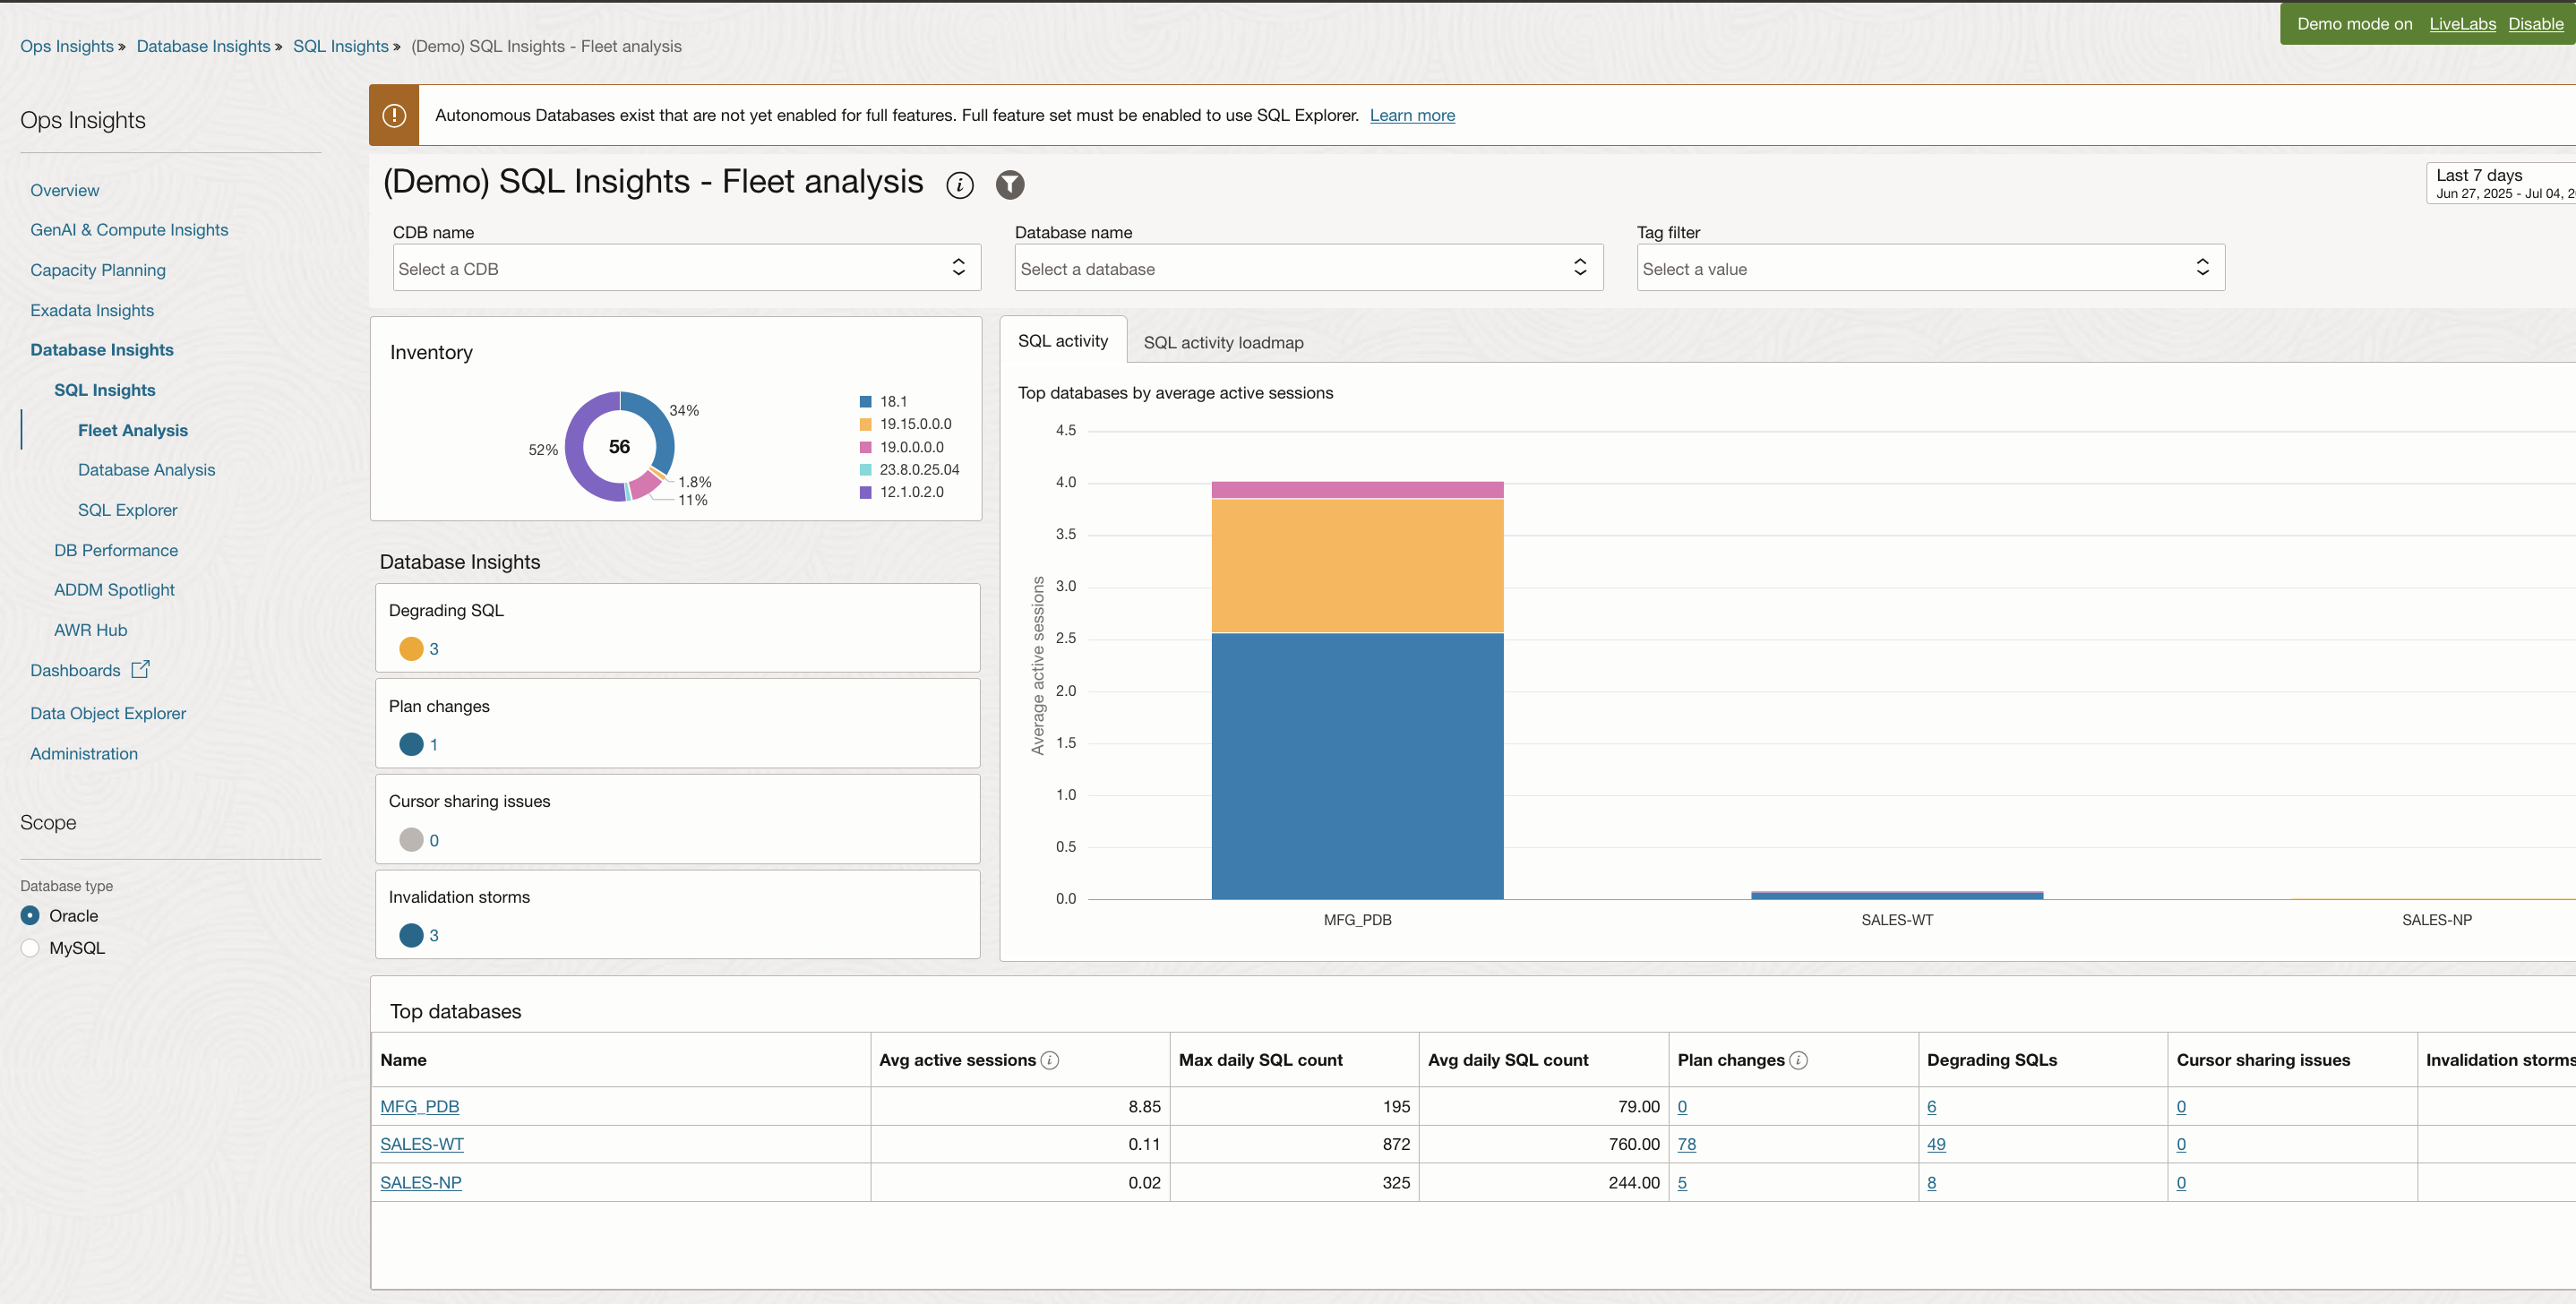 Demo mode on LiveLabs Disable
Ops Insights » Database Insights » SQL Insights » (Demo) SQL Insights - Fleet analysis
Ops Insights
Overview
GenAI & Compute Insights
Capacity Planning
Exadata Insights
Database Insights
SQL Insights
Fleet Analysis
Database Analysis
SQL Explorer
DB Performance
ADDM Spotlight
AWR Hub
Dashboards
Data Object Explorer
Administration
Scope
Database type
Oracle
MySQL
Autonomous Databases exist that are not yet enabled for full features. Full feature set must be enabled to use SQL Explorer. Learn more
(Demo) SQL Insights - Fleet analysis
Last 7 days
Jun 27, 2025 - Jul 04, 2
CDB name
Select a CDB
Database name
Select a database
Tag filter
Select a value
Inventory
34%
52%
56
1.8%
11%
18.1
19.15.0.0.0
19.0.0.0.0
23.8.0.25.04
12.1.0.2.0
Database Insights
Degrading SQL
3
Plan changes
1
Cursor sharing issues
0
Invalidation storms
3
SQL activity SQL activity loadmap
Top databases by average active sessions
Average active sessions
4.5
4.0
3.5
3.0
2.5
2.0
1.5
1.0
0.5
0.0
MFG_PDB SALES-WT SALES-NP
Top databases
Name Avg active sessions Max daily SQL count Avg daily SQL count Plan changes Degrading SQLs Cursor sharing issues Invalidation storms
MFG_PDB 8.85 195 79.00 0 6 0
SALES-WT 0.11 872 760.00 78 49 0
SALES-NP 0.02 325 244.00 5 8 0